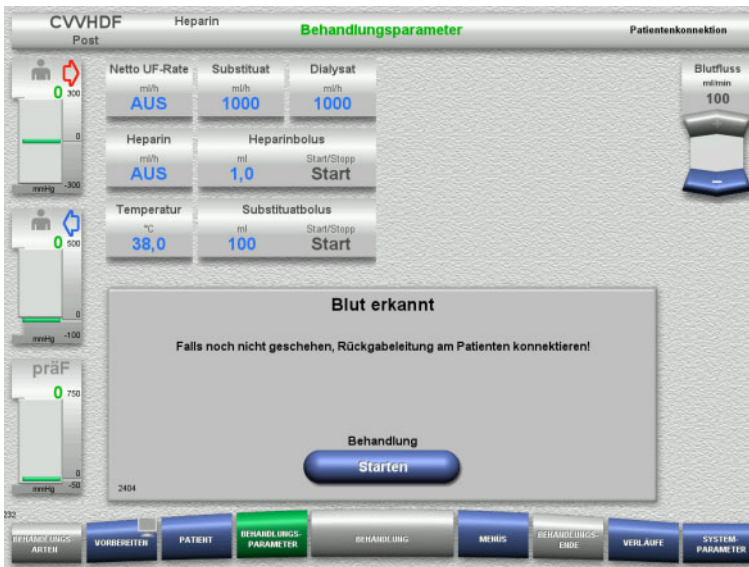 CVVHDF
Post
Heparin
Behandlungsparameter
Patientenkonnektion
0
300
0
-300
mmHg
Netto UF-Rate
ml/h
AUS
Substituat
ml/h
1000
Dialysat
ml/h
1000
Blutfluss
ml/min
100
Heparin
ml/h
AUS
Heparinbolus
ml
1,0
Start/Stopp
Start
Temperatur
°C
38,0
Substituatbolus
ml
100
Start/Stopp
Start
0
500
0
-100
mmHg
präF
0
750
0
-50
mmHg
Blut erkannt
Falls noch nicht geschehen, Rückgabeleitung am Patienten konnektieren!
Behandlung
Starten
2404
232
BEHANDLUNGS-
ARTEN
VORBEREITEN
PATIENT
BEHANDLUNGS-
PARAMETER
BEHANDLUNG
MENÜS
BEHANDLUNGS-
ENDE
VERLÄUFE
SYSTEM-
PARAMETER